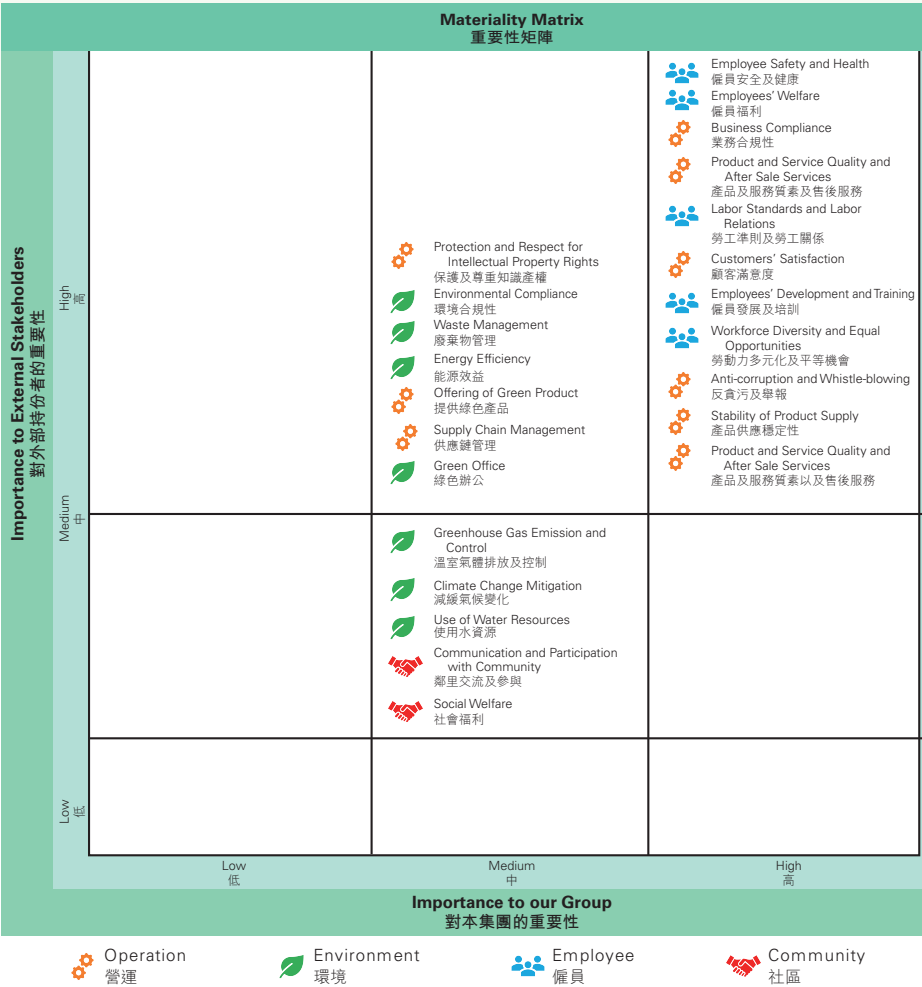 Materiality Matrix
重要性矩陣
Importance to External Stakeholders
對外部持份者的重要性
High
高
Medium
中
Low
低
Protection and Respect for
Intellectual Property Rights
保護及尊重知識產權
Environmental Compliance
環境合規性
Waste Management
廢棄物管理
Energy Efficiency
能源效益
Offering of Green Product
提供綠色產品
Supply Chain Management
供應鏈管理
Green Office
綠色辦公
Employee Safety and Health
僱員安全及健康
Employees' Welfare
僱員福利
Business Compliance
業務合規性
Product and Service Quality and
After Sale Services
產品及服務質素及售後服務
Labor Standards and Labor
Relations
勞工準則及勞工關係
Customers' Satisfaction
顧客滿意度
Employees' Development and Training
僱員發展及培訓
Workforce Diversity and Equal
Opportunities
勞動力多元化及平等機會
Anti-corruption and Whistle-blowing
反貪污及舉報
Stability of Product Supply
產品供應穩定性
Product and Service Quality and
After Sale Services
產品及服務質素以及售後服務
Greenhouse Gas Emission and
Control
溫室氣體排放及控制
Climate Change Mitigation
減緩氣候變化
Use of Water Resources
使用水資源
Communication and Participation
with Community
鄰里交流及參與
Social Welfare
社會福利
Low
低
Medium
中
High
高
Importance to our Group
對本集團的重要性
Operation
營運
Environment
環境
Employee
僱員
Community
社區